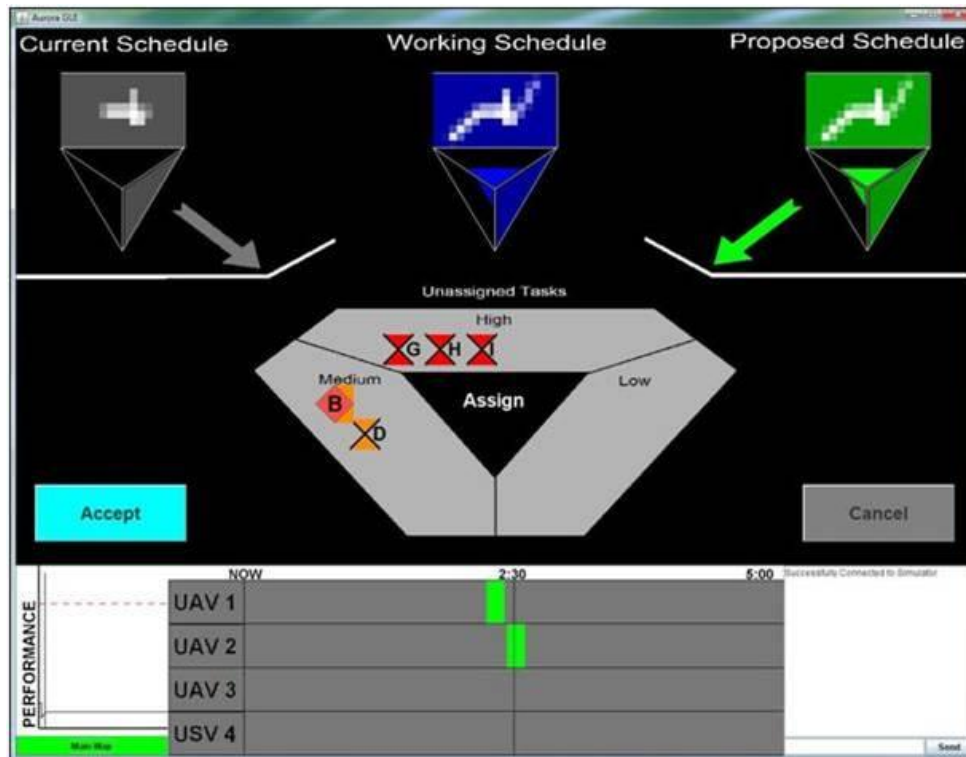 Aurora GUI
Current Schedule
Working Schedule
Proposed Schedule
Unassigned Tasks
High
G H I
Medium
Low
B
Assign
D
Accept
Cancel
NOW
2:30
5:00
Successfully Connected to Simulator
PERFORMANCE
UAV 1
UAV 2
UAV 3
USV 4
Main Map
Send